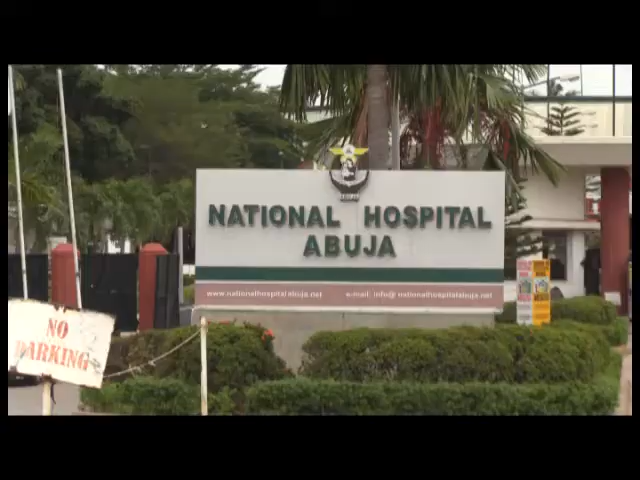 NATIONAL HOSPITAL
ABUJA
www.nationalhospitalabuja.net e-mail: info@nationalhospitalabuja.net
NO
PARKING